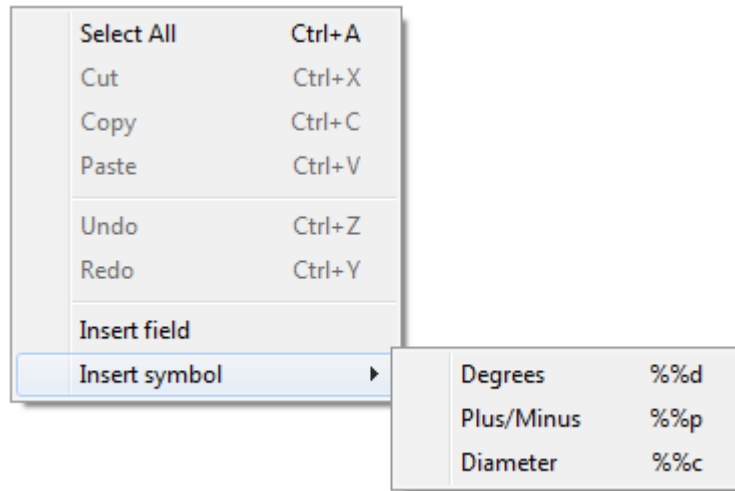 Select All Ctrl+A
Cut Ctrl+X
Copy Ctrl+C
Paste Ctrl+V
Undo Ctrl+Z
Redo Ctrl+Y
Insert field
Insert symbol
Degrees %%d
Plus/Minus %%p
Diameter %%c